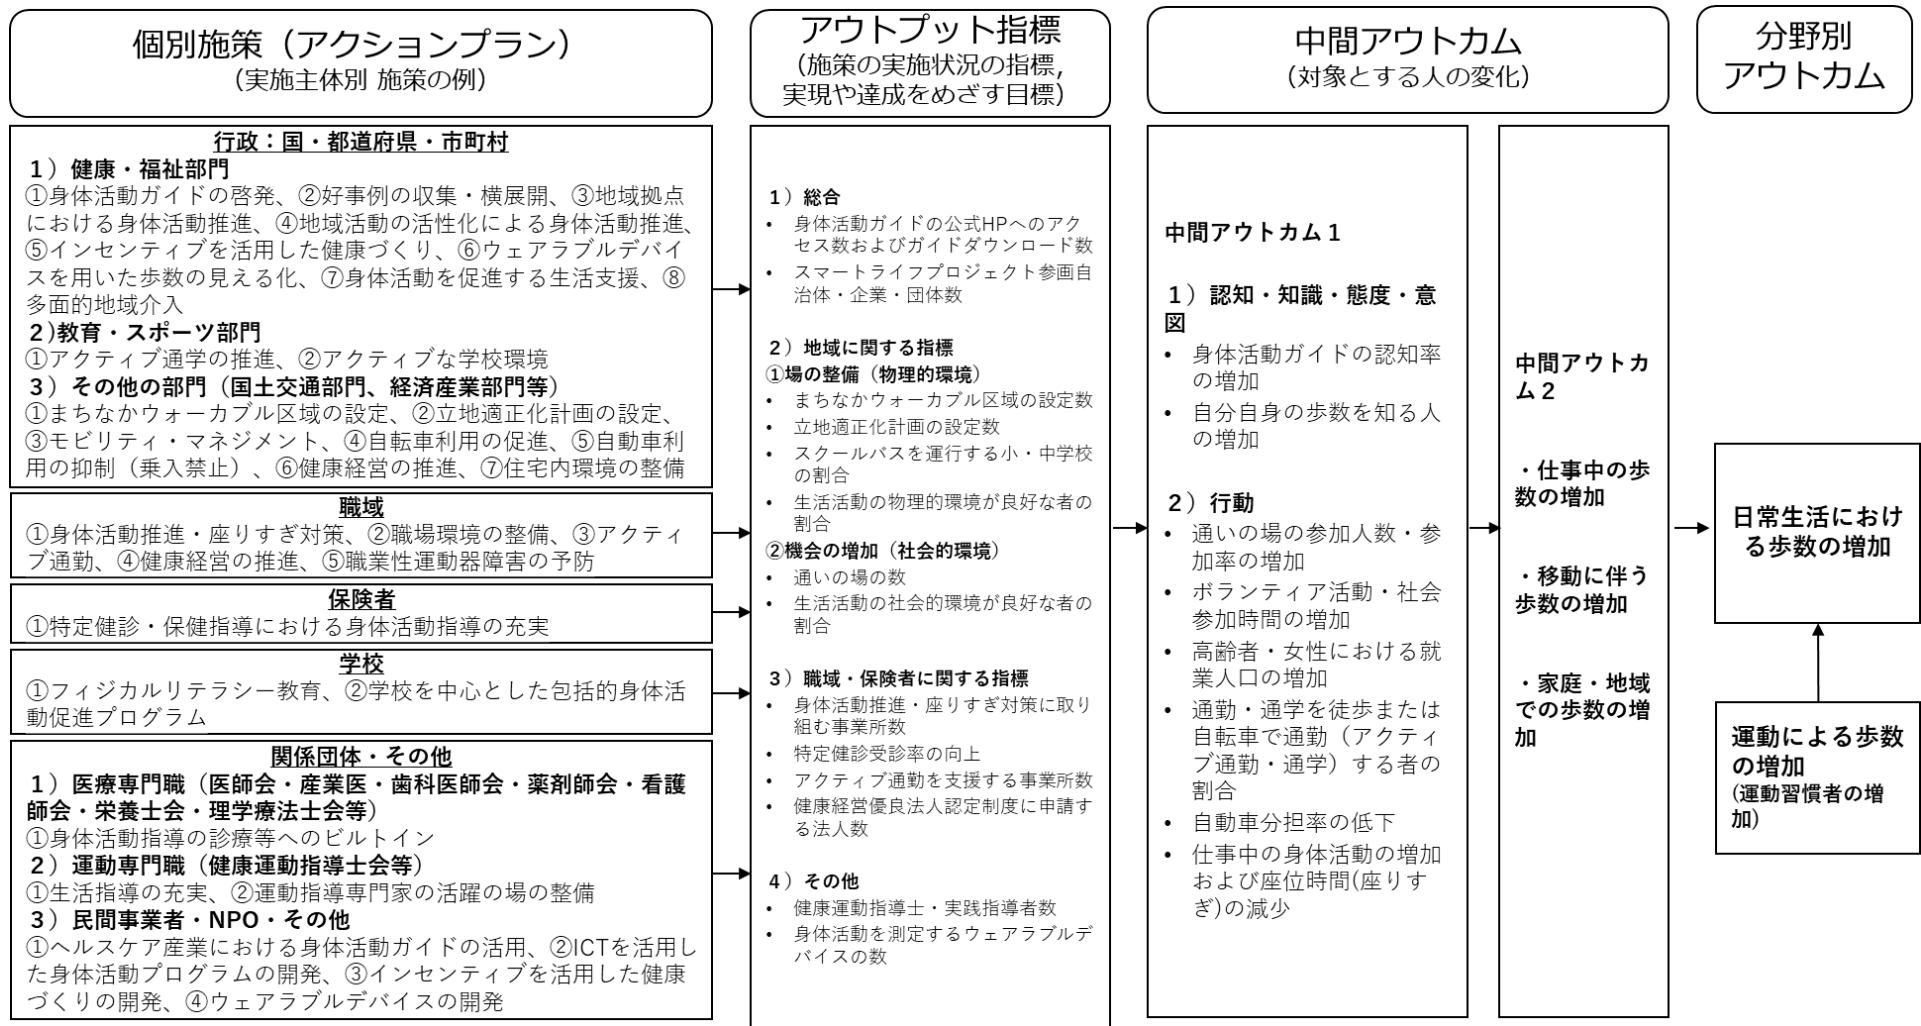 個別施策（アクションプラン）
（実施主体別 施策の例）
行政：国・都道府県・市町村
１）健康・福祉部門
①身体活動ガイドの啓発、②好事例の収集・横展開、③地域拠点
における身体活動推進、④地域活動の活性化による身体活動推進、
⑤インセンティブを活用した健康づくり、⑥ウェアラブルデバイ
スを用いた歩数の見える化、⑦身体活動を促進する生活支援、⑧
多面的地域介入
２)教育・スポーツ部門
①アクティブ通学の推進、②アクティブな学校環境
３）その他の部門（国土交通部門、経済産業部門等）
①まちなかウォーカブル区域の設定、②立地適正化計画の設定、
③モビリティ・マネジメント、④自転車利用の促進、⑤自動車利
用の抑制（乗入禁止）、⑥健康経営の推進、⑦住宅内環境の整備
職域
①身体活動推進・座りすぎ対策、②職場環境の整備、③アクティ
ブ通勤、④健康経営の推進、⑤職業性運動器障害の予防
保険者
①特定健診・保健指導における身体活動指導の充実
学校
①フィジカルリテラシー教育、②学校を中心とした包括的身体活
動促進プログラム
関係団体・その他
１）医療専門職（医師会・産業医・歯科医師会・薬剤師会・看護
師会・栄養士会・理学療法士会等）
①身体活動指導の診療等へのビルトイン
２）運動専門職（健康運動指導士会等）
①生活指導の充実、②運動指導専門家の活躍の場の整備
３）民間事業者・NPO・その他
①ヘルスケア産業における身体活動ガイドの活用、②ICTを活用し
た身体活動プログラムの開発、③インセンティブを活用した健康
づくりの開発、④ウェアラブルデバイスの開発
アウトプット指標
（施策の実施状況の指標，
実現や達成をめざす目標）
１）総合
• 身体活動ガイドの公式HPへのアク
セス数およびガイドダウンロード数
• スマートライフプロジェクト参画自
治体・企業・団体数
２）地域に関する指標
①場の整備（物理的環境）
• まちなかウォーカブル区域の設定数
• 立地適正化計画の設定数
• スクールバスを運行する小・中学校
の割合
• 生活活動の物理的環境が良好な者の
割合
②機会の増加（社会的環境）
• 通いの場の数
• 生活活動の社会的環境が良好な者の
割合
３）職域・保険者に関する指標
• 身体活動推進・座りすぎ対策に取り
組む事業所数
• 特定健診受診率の向上
• アクティブ通勤を支援する事業所数
• 健康経営優良法人認定制度に申請す
る法人数
４）その他
• 健康運動指導士・実践指導者数
• 身体活動を測定するウェアラブルデ
バイスの数
中間アウトカム
（対象とする人の変化）
中間アウトカム１
１）認知・知識・態度・意
図
• 身体活動ガイドの認知率
の増加
• 自分自身の歩数を知る人
の増加
２）行動
• 通いの場の参加人数・参
加率の増加
• ボランティア活動・社会
参加時間の増加
• 高齢者・女性における就
業人口の増加
• 通勤・通学を徒歩または
自転車で通勤（アクティ
ブ通勤・通学）する者の
割合
• 自動車分担率の低下
• 仕事中の身体活動の増加
および座位時間(座りす
ぎ)の減少
中間アウトカ
ム２
・仕事中の歩
数の増加
・移動に伴う
歩数の増加
・家庭・地域
での歩数の増
加
分野別
アウトカム
日常生活におけ
る歩数の増加
運動による歩数
の増加
(運動習慣者の増
加)